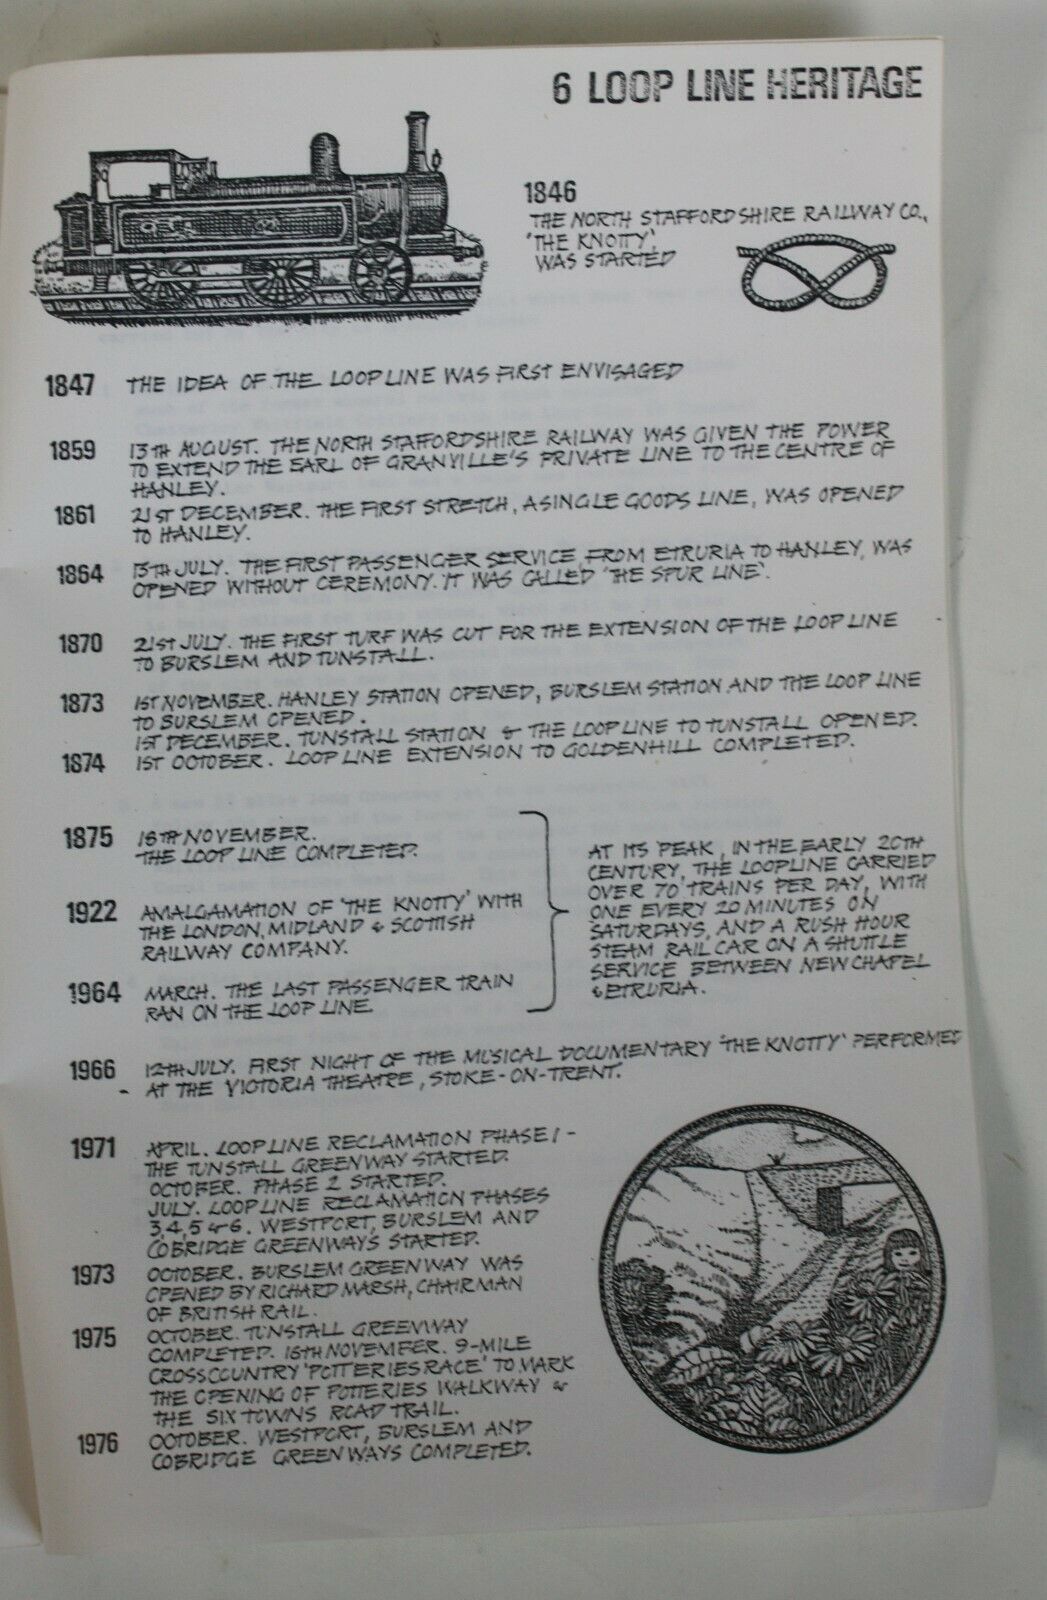 6 LOOP LINE HERITAGE
1846
THE NORTH STAFFORDSHIRE RAILWAY CO.,
'THE KNOTTY',
WAS STARTED
1847 THE IDEA OF THE LOOP LINE WAS FIRST ENVISAGED
1859 13TH AUGUST. THE NORTH STAFFORDSHIRE RAILWAY WAS GIVEN THE POWER
TO EXTEND THE EARL OF GRANVILLE'S PRIVATE LINE TO THE CENTRE OF
HANLEY.
1861 21ST DECEMBER. THE FIRST STRETCH, A SINGLE GOODS LINE, WAS OPENED
TO HANLEY.
1864 13TH JULY. THE FIRST PASSENGER SERVICE, FROM ETRURIA TO HANLEY, WAS
OPENED WITHOUT CEREMONY. IT WAS CALLED 'THE SPUR LINE'.
1870 21ST JULY. THE FIRST TURF WAS CUT FOR THE EXTENSION OF THE LOOP LINE
TO BURSLEM AND TUNSTALL.
1873 1ST NOVEMBER. HANLEY STATION OPENED, BURSLEM STATION AND THE LOOP LINE
TO BURSLEM OPENED.
1ST DECEMBER. TUNSTALL STATION & THE LOOP LINE TO TUNSTALL OPENED.
1874 1ST OCTOBER. LOOP LINE EXTENSION TO GOLDENHILL COMPLETED.
1875 15TH NOVEMBER.
THE LOOP LINE COMPLETED.
1922 AMALGAMATION OF 'THE KNOTTY' WITH
THE LONDON, MIDLAND & SCOTTISH
RAILWAY COMPANY.
1964 MARCH. THE LAST PASSENGER TRAIN
RAN ON THE LOOP LINE.
AT ITS PEAK, IN THE EARLY 20TH
CENTURY, THE LOOPLINE CARRIED
OVER 70 TRAINS PER DAY, WITH
ONE EVERY 20 MINUTES ON
SATURDAYS, AND A RUSH HOUR
STEAM RAIL CAR ON A SHUTTLE
SERVICE BETWEEN NEWCHAPEL
& ETRURIA.
1966 12TH JULY. FIRST NIGHT OF THE MUSICAL DOCUMENTARY 'THE KNOTTY' PERFORMED
- AT THE VICTORIA THEATRE, STOKE-ON-TRENT.
1971 APRIL. LOOP LINE RECLAMATION PHASE 1 -
THE TUNSTALL GREENWAY STARTED.
OCTOBER. PHASE 2 STARTED.
JULY. LOOP LINE RECLAMATION PHASES
3, 4, 5 & 6. WESTPORT, BURSLEM AND
COBRIDGE GREENWAYS STARTED.
1973 OCTOBER. BURSLEM GREENWAY WAS
OPENED BY RICHARD MARSH, CHAIRMAN
OF BRITISH RAIL.
1975 OCTOBER. TUNSTALL GREENWAY
COMPLETED. 16TH NOVEMBER. 9-MILE
CROSSCOUNTRY 'POTTERIES RACE' TO MARK
THE OPENING OF POTTERIES WALKWAY &
THE SIX TOWNS ROAD TRAIL.
1976 OCTOBER. WESTPORT, BURSLEM AND
COBRIDGE GREENWAYS COMPLETED.